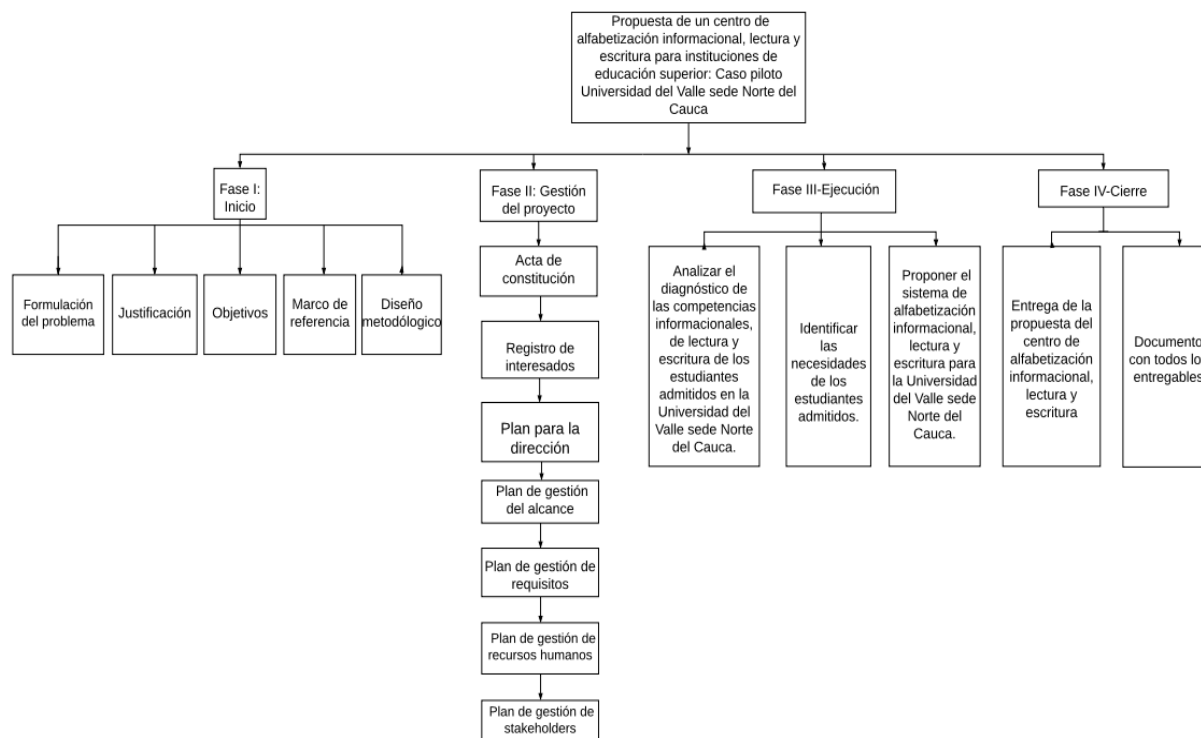 Propuesta de un centro de
alfabetización informacional, lectura y
escritura para instituciones de
educación superior: Caso piloto
Universidad del Valle sede Norte del
Cauca
Fase I:
Inicio
Fase II: Gestión
del proyecto
Fase III-Ejecución
Fase IV-Cierre
Formulación
del problema
Justificación
Objetivos
Marco de
referencia
Diseño
metodólogico
Acta de
constitución
Registro de
interesados
Plan para la
dirección
Plan de gestión
del alcance
Plan de gestión de
requisitos
Plan de gestión de
recursos humanos
Plan de gestión de
stakeholders
Analizar el
diagnóstico de
las competencias
informacionales,
de lectura y
escritura de los
estudiantes
admitidos en la
Universidad del
Valle sede Norte
del Cauca.
Identificar
las
necesidades
de los
estudiantes
admitidos.
Proponer el
sistema de
alfabetización
informacional,
lectura y
escritura para
la Universidad
del Valle sede
Norte del
Cauca.
Entrega de la
propuesta del
centro de
alfabetización
informacional,
lectura y
escritura
Documento
con todos lo
entregables